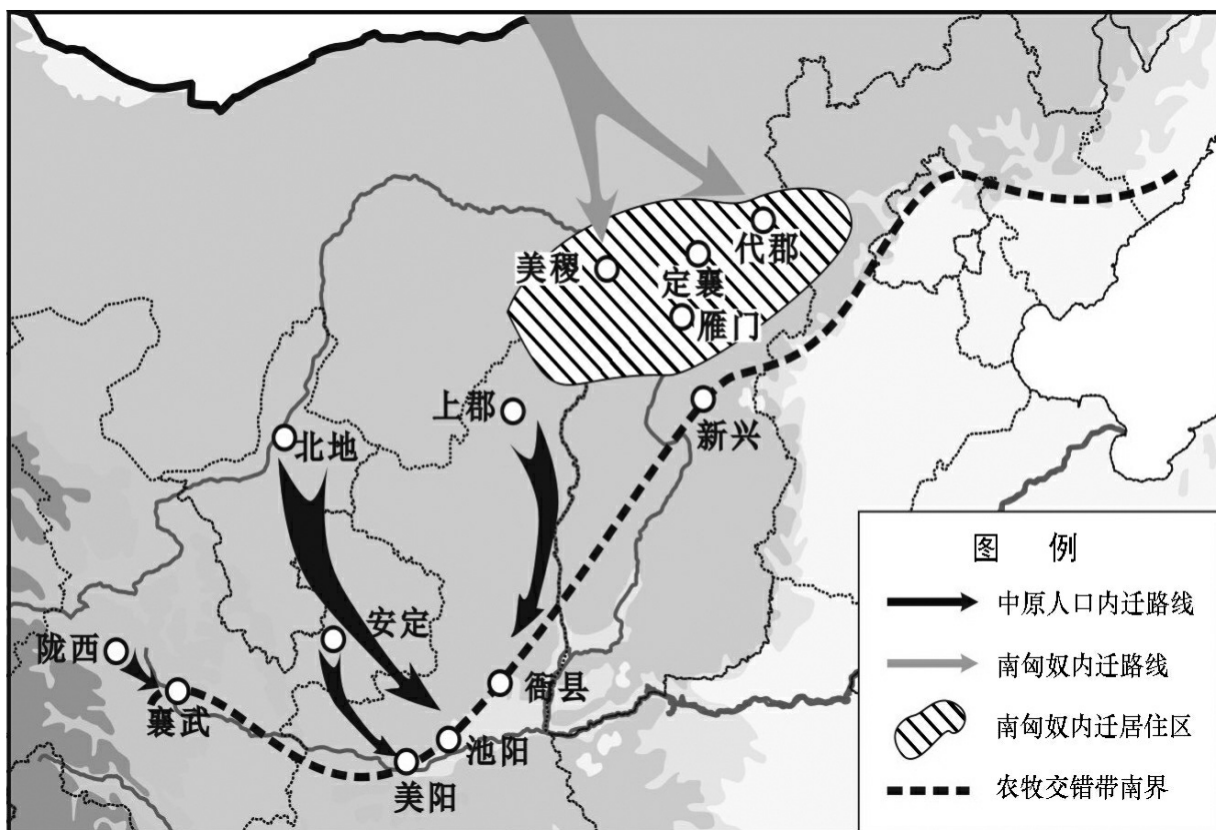 代郡
美稷
定襄
雁门
上郡
新兴
北地
安定
陇西
襄武
衙县
池阳
美阳
图 例
中原人口内迁路线
南匈奴内迁路线
南匈奴内迁居住区
农牧交错带南界